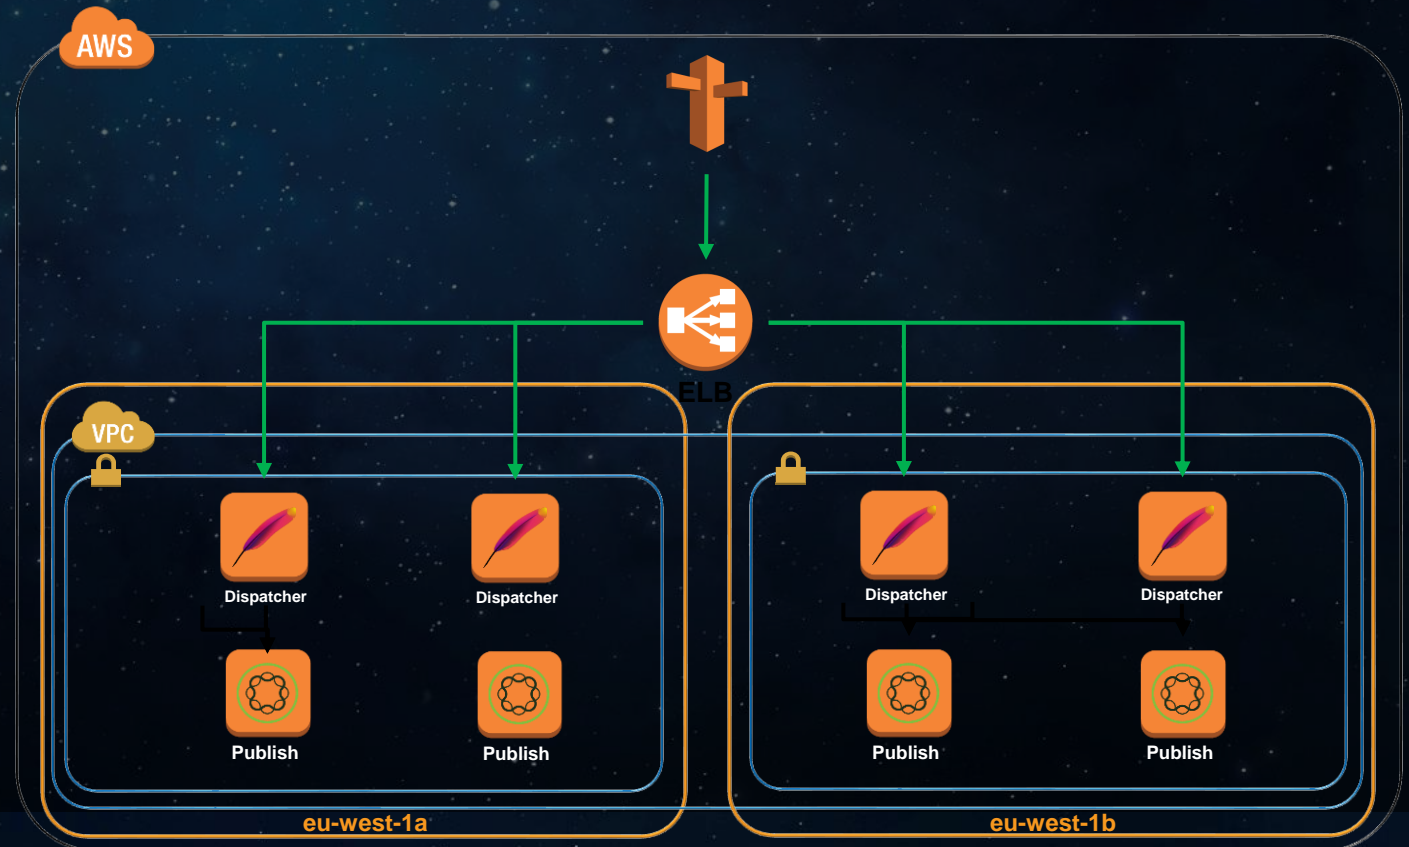 AWS
ELB
VPC
Dispatcher
Dispatcher
Dispatcher
Dispatcher
Publish
Publish
Publish
Publish
eu-west-1a
eu-west-1b